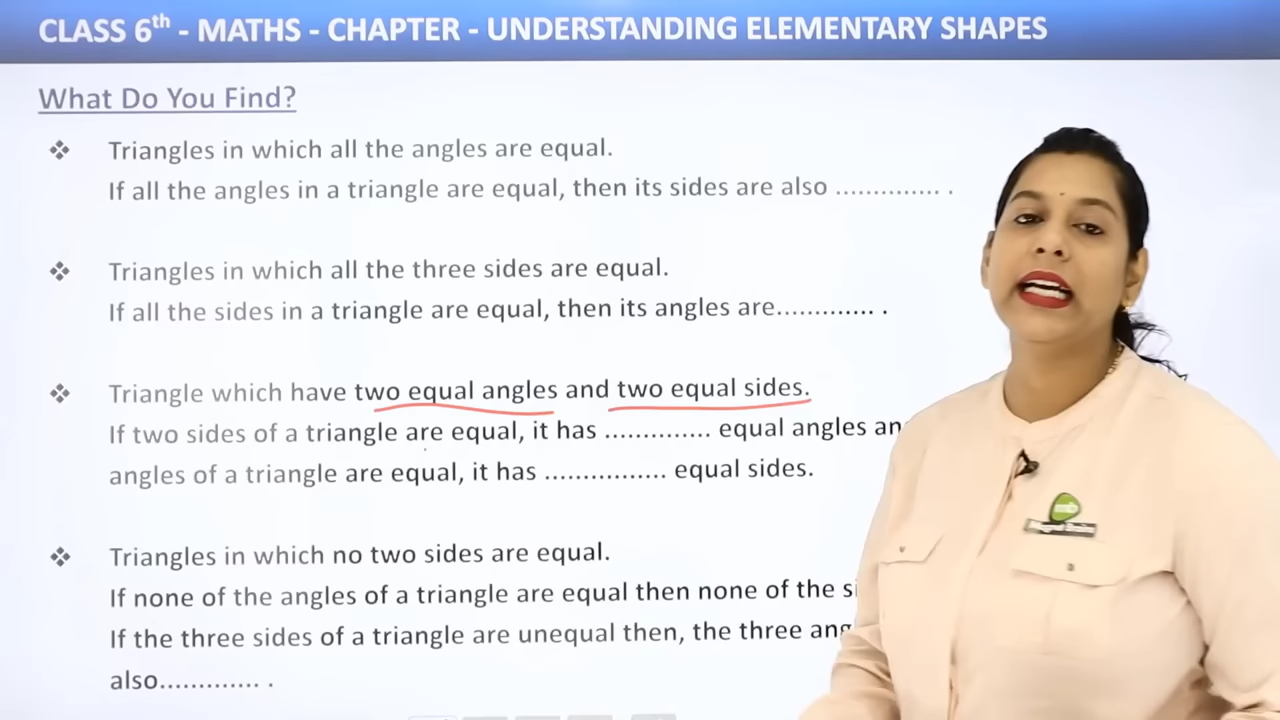 CLASS 6th - MATHS - CHAPTER - UNDERSTANDING ELEMENTARY SHAPES
What Do You Find?
❖ Triangles in which all the angles are equal.
If all the angles in a triangle are equal, then its sides are also .............. .
❖ Triangles in which all the three sides are equal.
If all the sides in a triangle are equal, then its angles are.............. .
❖ Triangle which have two equal angles and two equal sides.
If two sides of a triangle are equal, it has .............. equal angles an
angles of a triangle are equal, it has ................ equal sides.
❖ Triangles in which no two sides are equal.
If none of the angles of a triangle are equal then none of the si
If the three sides of a triangle are unequal then, the three ang
also.............. .